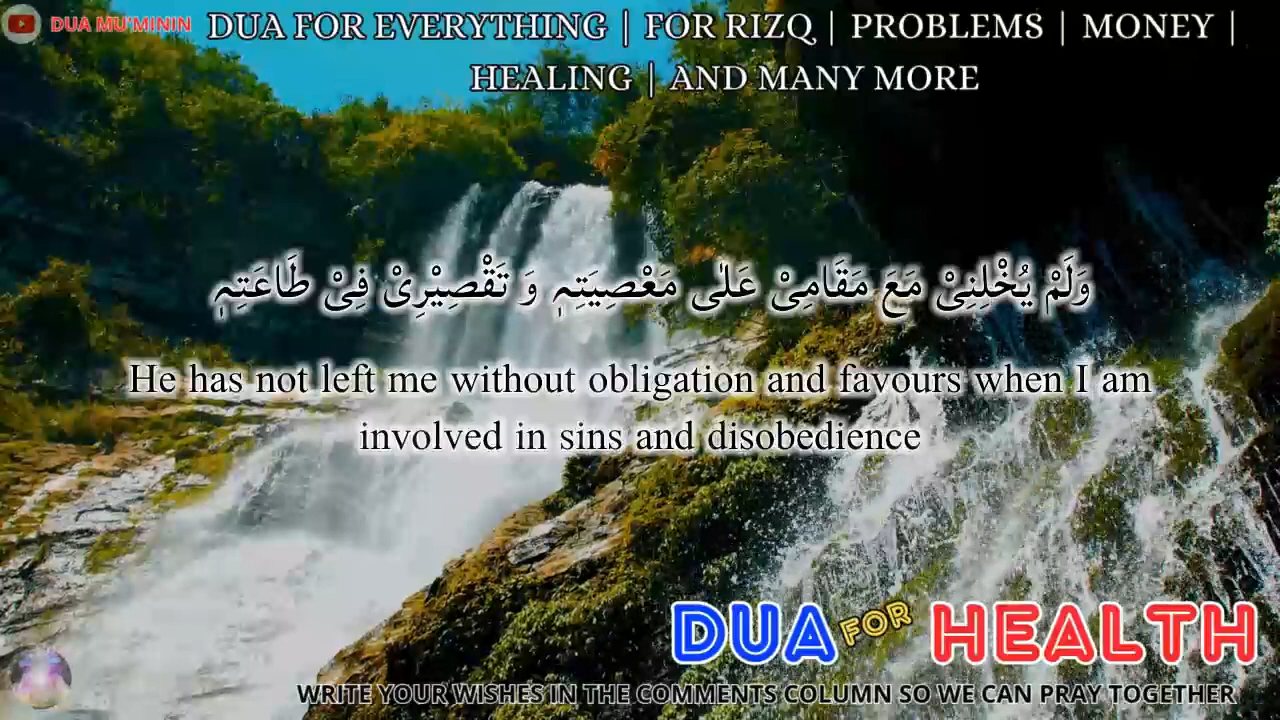 DUA MU'MININ
DUA FOR EVERYTHING | FOR RIZQ | PROBLEMS | MONEY |
HEALING | AND MANY MORE
وَلَمْ يُخْلِنِىْ مَعَ مَقَامِىْ عَلٰى مَعْصِيَتِهٖ وَ تَقْصِيْرِىْ فِىْ طَاعَتِهٖ
He has not left me without obligation and favours when I am
involved in sins and disobedience
DUA FOR HEALTH
WRITE YOUR WISHES IN THE COMMENTS COLUMN SO WE CAN PRAY TOGETHER